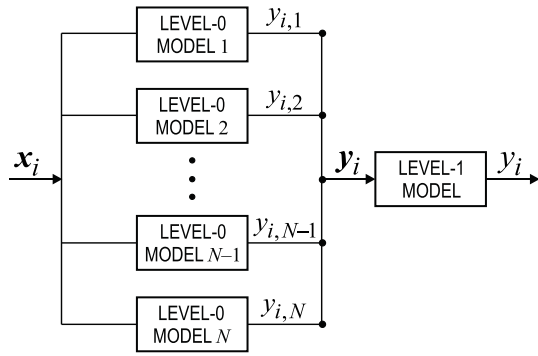 LEVEL-0
MODEL 1
y_{i,1}
LEVEL-0
MODEL 2
y_{i,2}
x_i
y_i
LEVEL-1
MODEL
y_i
LEVEL-0
MODEL N–1
y_{i,N–1}
LEVEL-0
MODEL N
y_{i,N}